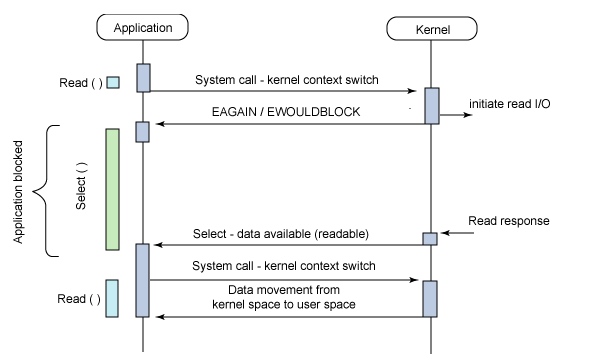 Application
Kernel
Read ( )
System call - kernel context switch
initiate read I/O
EAGAIN / EWOULDBLOCK
Application blocked
Select ( )
Read response
Select - data available (readable)
System call - kernel context switch
Read ( )
Data movement from
kernel space to user space